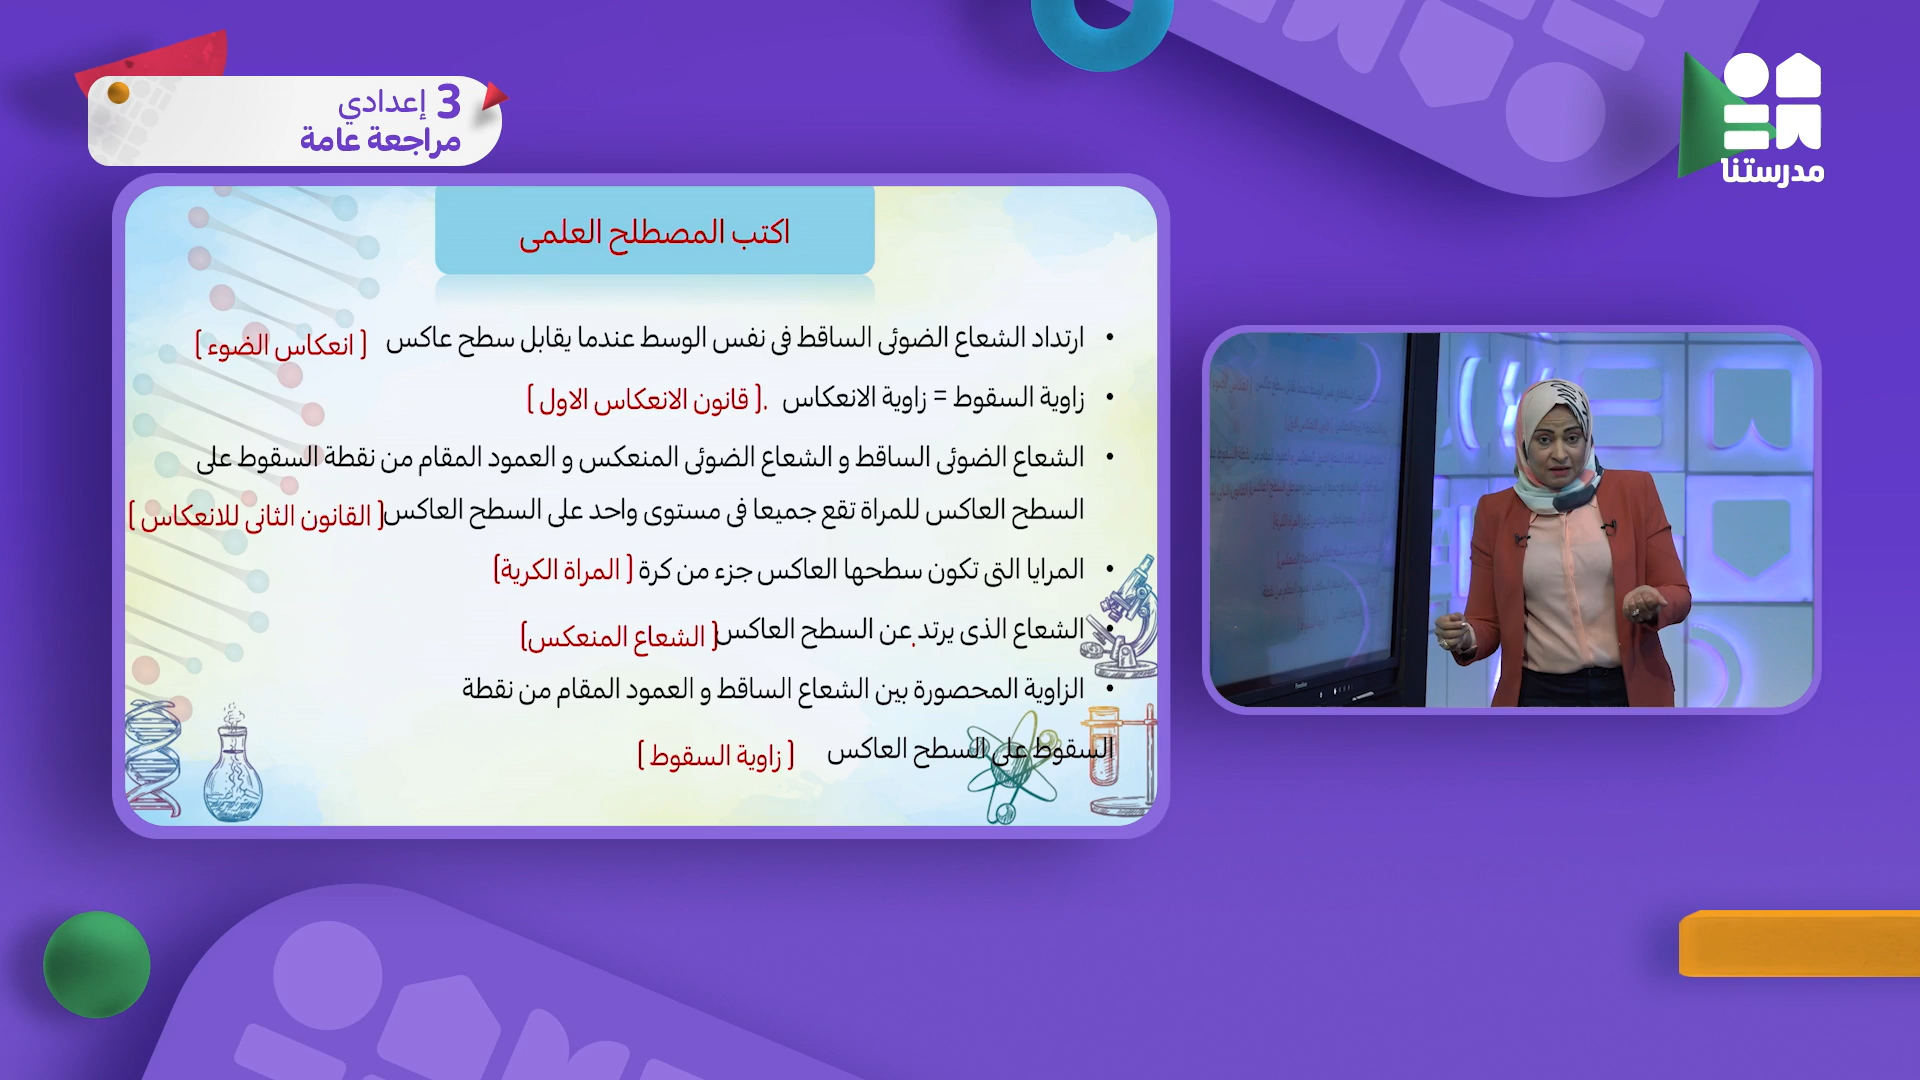 3 إعدادي
مراجعة عامة
مدرستنا
اكتب المصطلح العلمى
• ارتداد الشعاع الضوئى الساقط فى نفس الوسط عندما يقابل سطح عاكس ( انعكاس الضوء )
• زاوية السقوط = زاوية الانعكاس .( قانون الانعكاس الاول )
• الشعاع الضوئى الساقط و الشعاع الضوئى المنعكس و العمود المقام من نقطة السقوط على
السطح العاكس للمراة تقع جميعا فى مستوى واحد على السطح العاكس( القانون الثانى للانعكاس )
• المرايا التى تكون سطحها العاكس جزء من كرة ( المراة الكرية)
• الشعاع الذى يرتد عن السطح العاكس.( الشعاع المنعكس)
• الزاوية المحصورة بين الشعاع الساقط و العمود المقام من نقطة
السقوط على السطح العاكس ( زاوية السقوط )